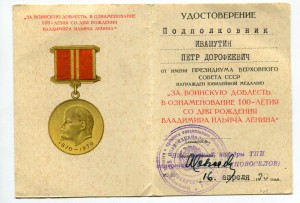 „ЗА ВОИНСКУЮ ДОБЛЕСТЬ. В ОЗНАМЕНОВАНИЕ
100-ЛЕТИЯ СО ДНЯ РОЖДЕНИЯ
ВЛАДИМИРА ИЛЬИЧА ЛЕНИНА"
1870-1970
УДОСТОВЕРЕНИЕ
Подполковник
ИВАШУТИН
ПЕТР ДОРОФЕЕВИЧ
от имени ПРЕЗИДИУМА ВЕРХОВНОГО
СОВЕТА СССР
НАГРАЖДЕН ЮБИЛЕЙНОЙ МЕДАЛЬЮ
„ЗА ВОИНСКУЮ ДОБЛЕСТЬ.
В ОЗНАМЕНОВАНИЕ 100-ЛЕТИЯ
СО ДНЯ РОЖДЕНИЯ
ВЛАДИМИРА ИЛЬИЧА ЛЕНИНА"
16 апреля